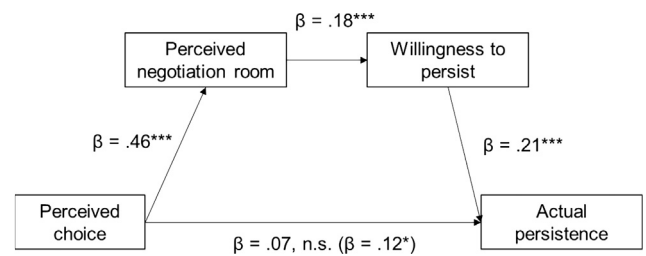 β = .18***
Perceived
negotiation room
Willingness to
persist
β = .46***
β = .21***
Perceived
choice
Actual
persistence
β = .07, n.s. (β = .12*)